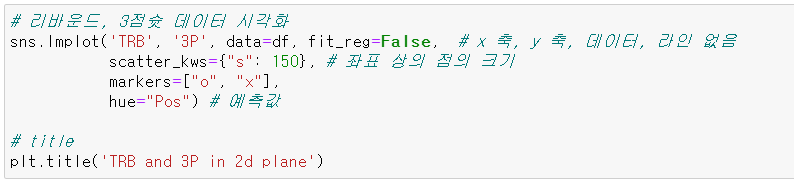 # 리바운드, 3점슛 데이터 시각화
sns.lmplot('TRB', '3P', data=df, fit_reg=False,  # x 축, y 축, 데이터, 라인 없음
           scatter_kws={"s": 150}, # 좌표 상의 점의 크기
           markers=["o", "x"],
           hue="Pos") # 예측값

# title
plt.title('TRB and 3P in 2d plane')